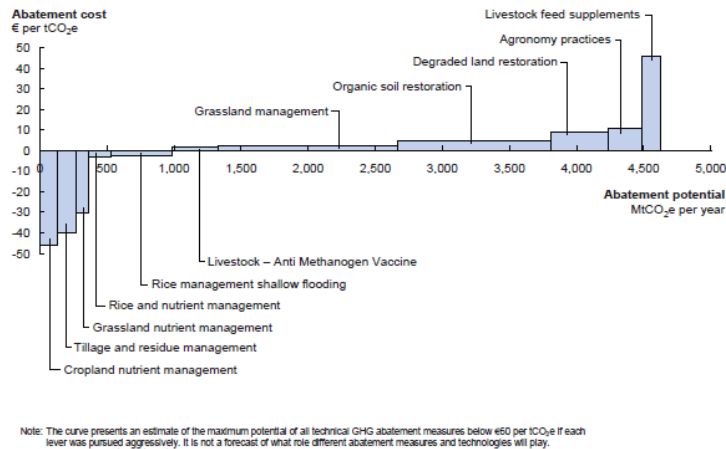 Abatement cost
€ per tCO2e
Livestock feed supplements
Agronomy practices
Degraded land restoration
Organic soil restoration
Grassland management
50
40
30
20
10
0
-10
-20
-30
-40
-50
0
500
1,000
1,500
2,000
2,500
3,000
3,500
4,000
4,500
5,000
Abatement potential
MtCO2e per year
Livestock – Anti Methanogen Vaccine
Rice management shallow flooding
Rice and nutrient management
Grassland nutrient management
Tillage and residue management
Cropland nutrient management
Note: The curve presents an estimate of the maximum potential of all technical GHG abatement measures below €60 per tCO2e if each
lever was pursued aggressively. It is not a forecast of what role different abatement measures and technologies will play.